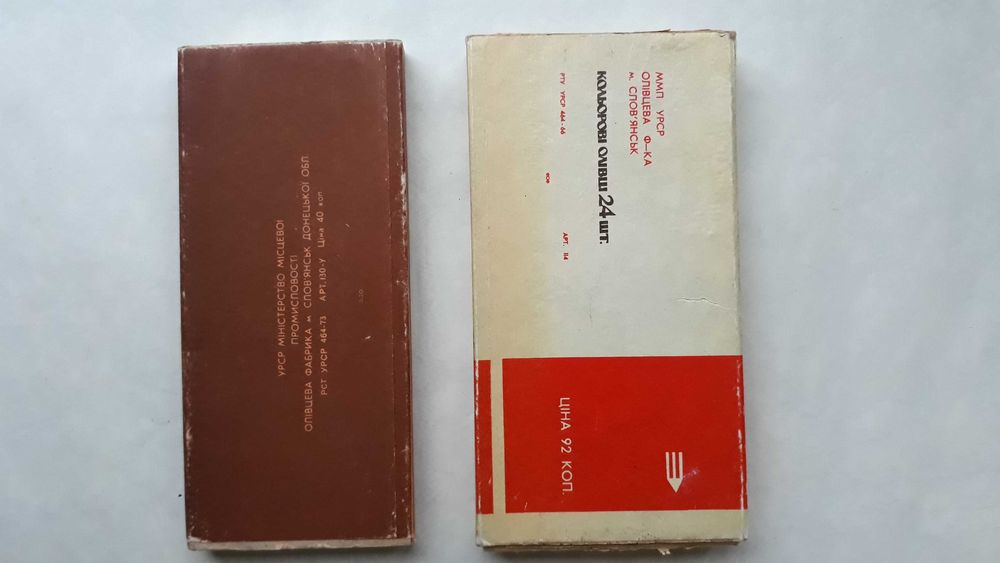 УРСР МІНІСТЕРСТВО МІСЦЕВОЇ
ПРОМИСЛОВОСТІ
ОЛІВЦЕВА ФАБРИКА м. СЛОВ'ЯНСЬК ДОНЕЦЬКОЇ ОБЛ.
РСТ УРСР 464-73 АРТ. 130-У Ціна 40 коп
ММП УРСР
ОЛІВЦЕВА Ф-КА
м. СЛОВ'ЯНСЬК
КОЛЬОРОВІ ОЛІВЦІ 24 ШТ.
РТУ УРСР 464-66
АРТ. 114
ЦІНА 92 КОП.